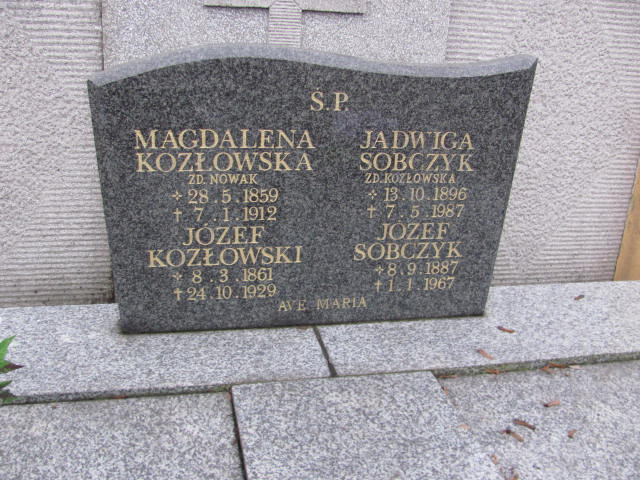 Ś.P.
MAGDALENA
KOZŁOWSKA
ZD. NOWAK
28.5.1859
† 7.1.1912
JÓZEF
KOZŁOWSKI
8.3.1861
† 24.10.1929
JADWIGA
SOBCZYK
ZD. KOZŁOWSKA
13.10.1896
† 7.5.1987
JÓZEF
SOBCZYK
8.9.1887
† 1.1.1967
AVE MARIA